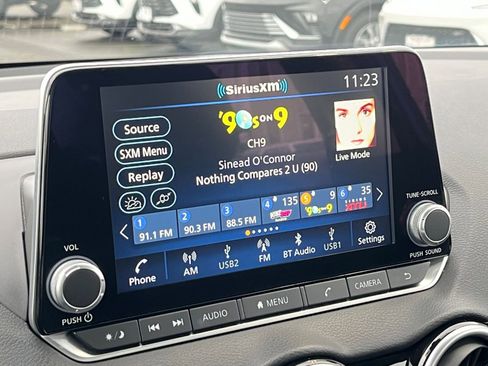 SiriusXM
11:23
Source
'90s ON 9
SXM Menu
CH9
Sinead O'Connor
Replay
Nothing Compares 2 U (90)
Live Mode
1 2 3 4 135 5 9 6 35
91.1 FM 90.3 FM 88.5 FM
VOL
TUNE-SCROLL
Phone AM USB2 FM BT Audio USB1 Settings
PUSH
PUSH SOUND
AUDIO MENU CAMERA